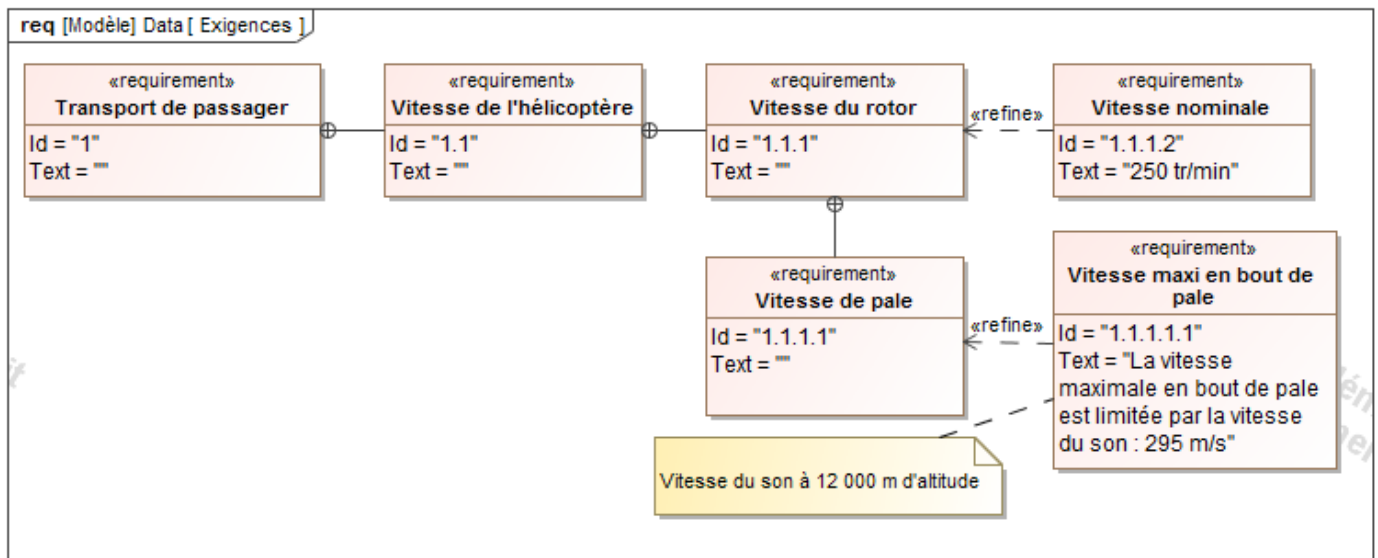 req [Modèle] Data [ Exigences ]
«requirement»
Transport de passager
Id = "1"
Text = ""
«requirement»
Vitesse de l'hélicoptère
Id = "1.1"
Text = ""
«requirement»
Vitesse du rotor
Id = "1.1.1"
Text = ""
«refine»
«requirement»
Vitesse nominale
Id = "1.1.1.2"
Text = "250 tr/min"
«requirement»
Vitesse de pale
Id = "1.1.1.1"
Text = ""
«refine»
«requirement»
Vitesse maxi en bout de
pale
Id = "1.1.1.1.1"
Text = "La vitesse
maximale en bout de pale
est limitée par la vitesse
du son : 295 m/s"
Vitesse du son à 12 000 m d'altitude